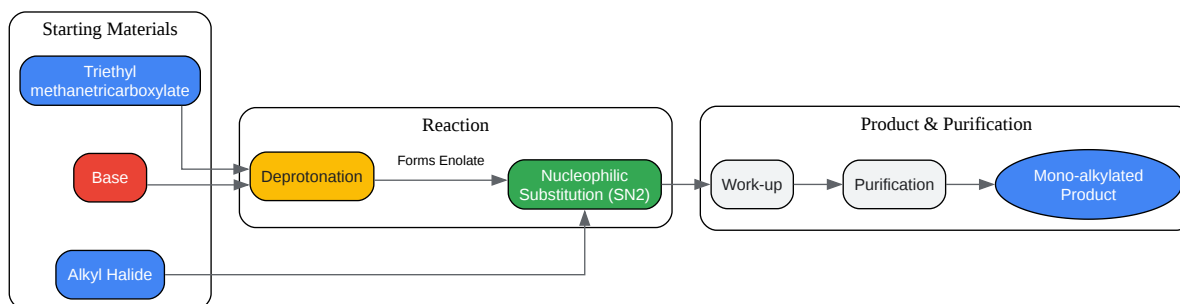 Starting Materials
Triethyl
methanetricarboxylate
Base
Alkyl Halide
Reaction
Deprotonation
Forms Enolate
Nucleophilic
Substitution (SN2)
Product & Purification
Work-up
Purification
Mono-alkylated
Product